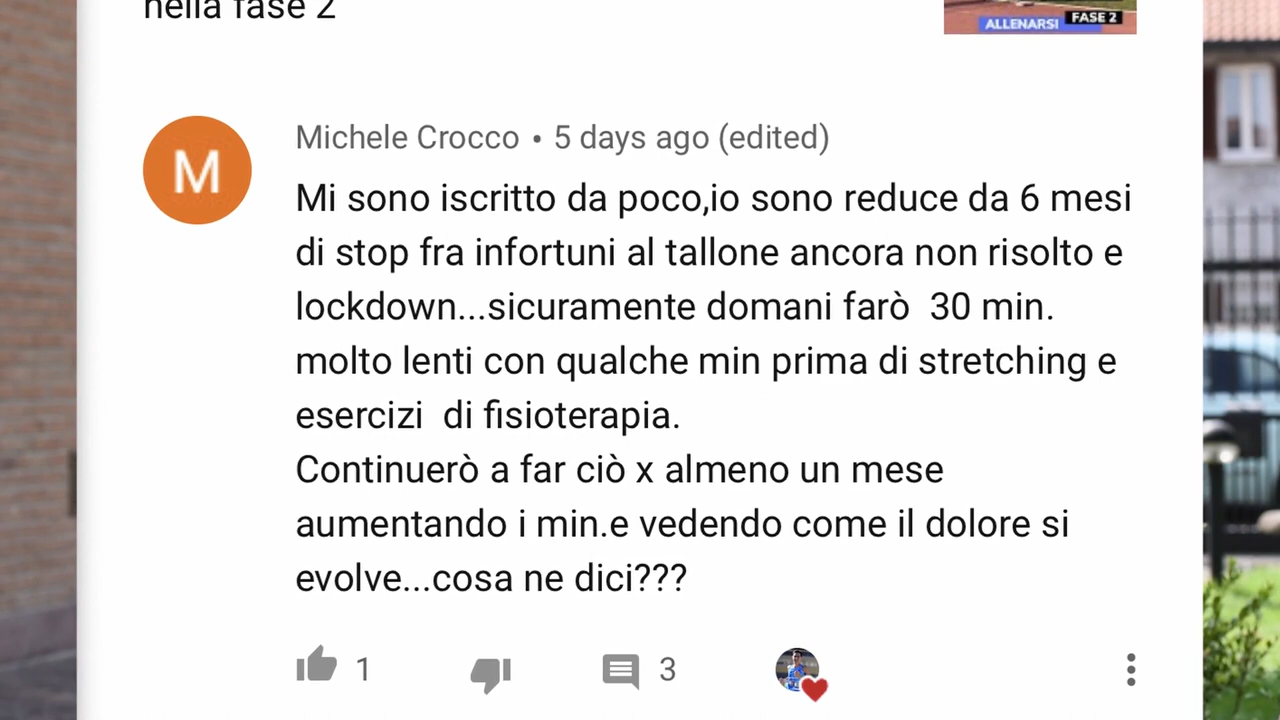 nella fase 2
ALLENARSI FASE 2
M
Michele Crocco • 5 days ago (edited)
Mi sono iscritto da poco,io sono reduce da 6 mesi
di stop fra infortuni al tallone ancora non risolto e
lockdown...sicuramente domani farò  30 min.
molto lenti con qualche min prima di stretching e
esercizi  di fisioterapia.
Continuerò a far ciò x almeno un mese
aumentando i min.e vedendo come il dolore si
evolve...cosa ne dici???
1
3